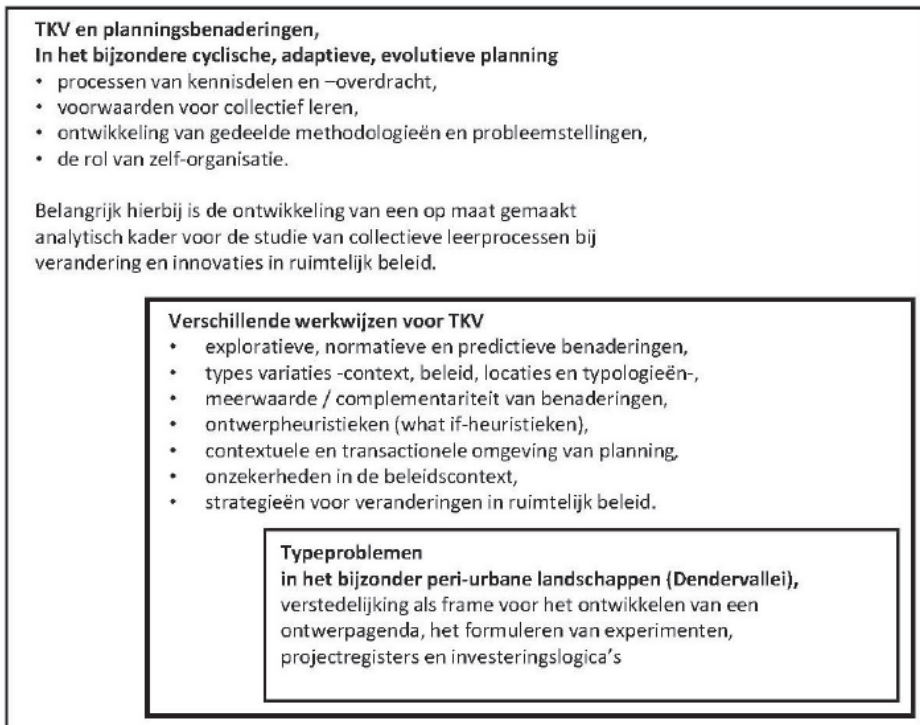 TKV en planningsbenaderingen,
In het bijzondere cyclische, adaptieve, evolutieve planning
• processen van kennisdelen en –overdracht,
• voorwaarden voor collectief leren,
• ontwikkeling van gedeelde methodologieën en probleemstellingen,
• de rol van zelf-organisatie.
Belangrijk hierbij is de ontwikkeling van een op maat gemaakt
analytisch kader voor de studie van collectieve leerprocessen bij
verandering en innovaties in ruimtelijk beleid.
Verschillende werkwijzen voor TKV
• exploratieve, normatieve en predictieve benaderingen,
• types variaties -context, beleid, locaties en typologieën-,
• meerwaarde / complementariteit van benaderingen,
• ontwerpheuristieken (what if-heuristieken),
• contextuele en transactionele omgeving van planning,
• onzekerheden in de beleidscontext,
• strategieën voor veranderingen in ruimtelijk beleid.
Typeproblemen
in het bijzonder peri-urbane landschappen (Dendervallei),
verstedelijking als frame voor het ontwikkelen van een
ontwerpagenda, het formuleren van experimenten,
projectregisters en investeringslogica's